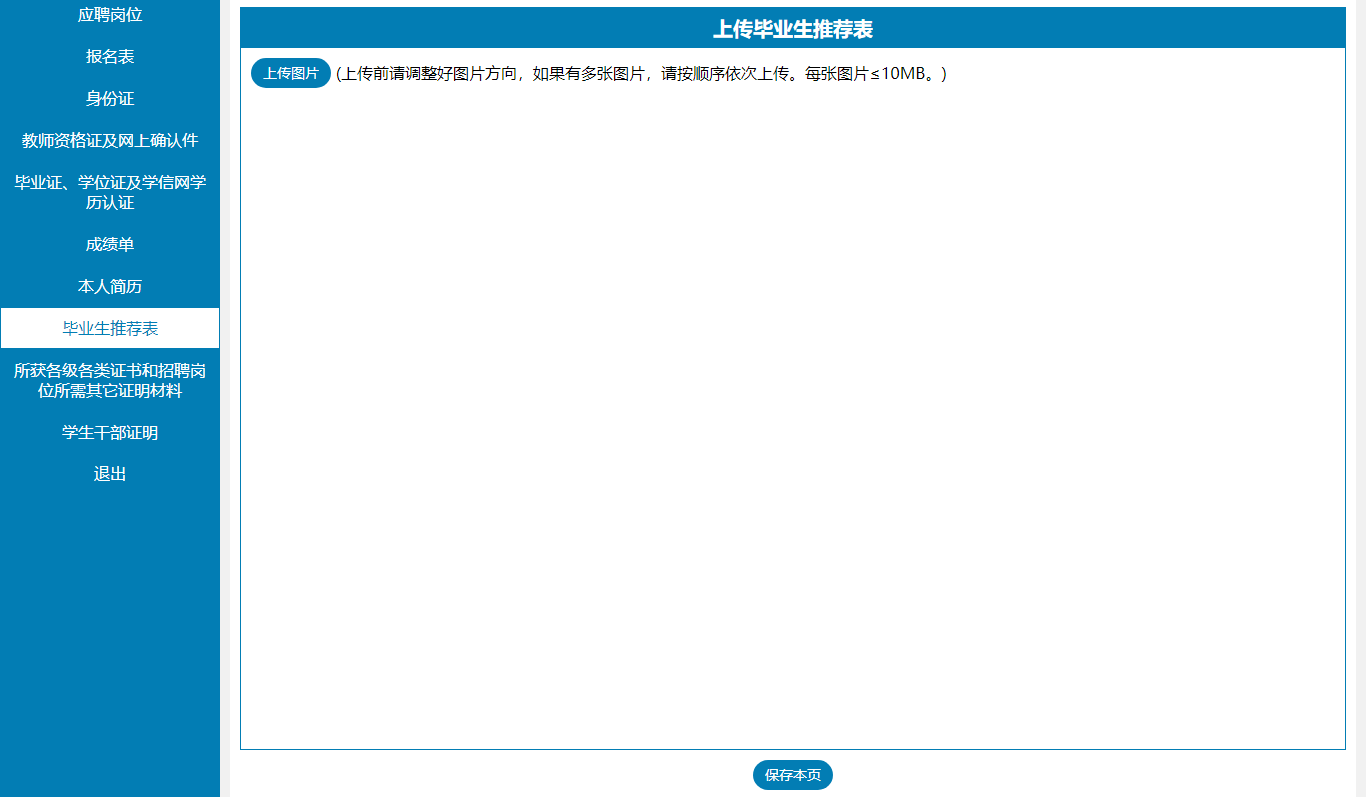 应聘岗位
报名表
身份证
教师资格证及网上确认件
毕业证、学位证及学信网学
历认证
成绩单
本人简历
毕业生推荐表
所获各级各类证书和招聘岗
位所需其它证明材料
学生干部证明
退出
上传毕业生推荐表
上传图片 (上传前请调整好图片方向，如果有多张图片，请按顺序依次上传。每张图片≤10MB。)
保存本页